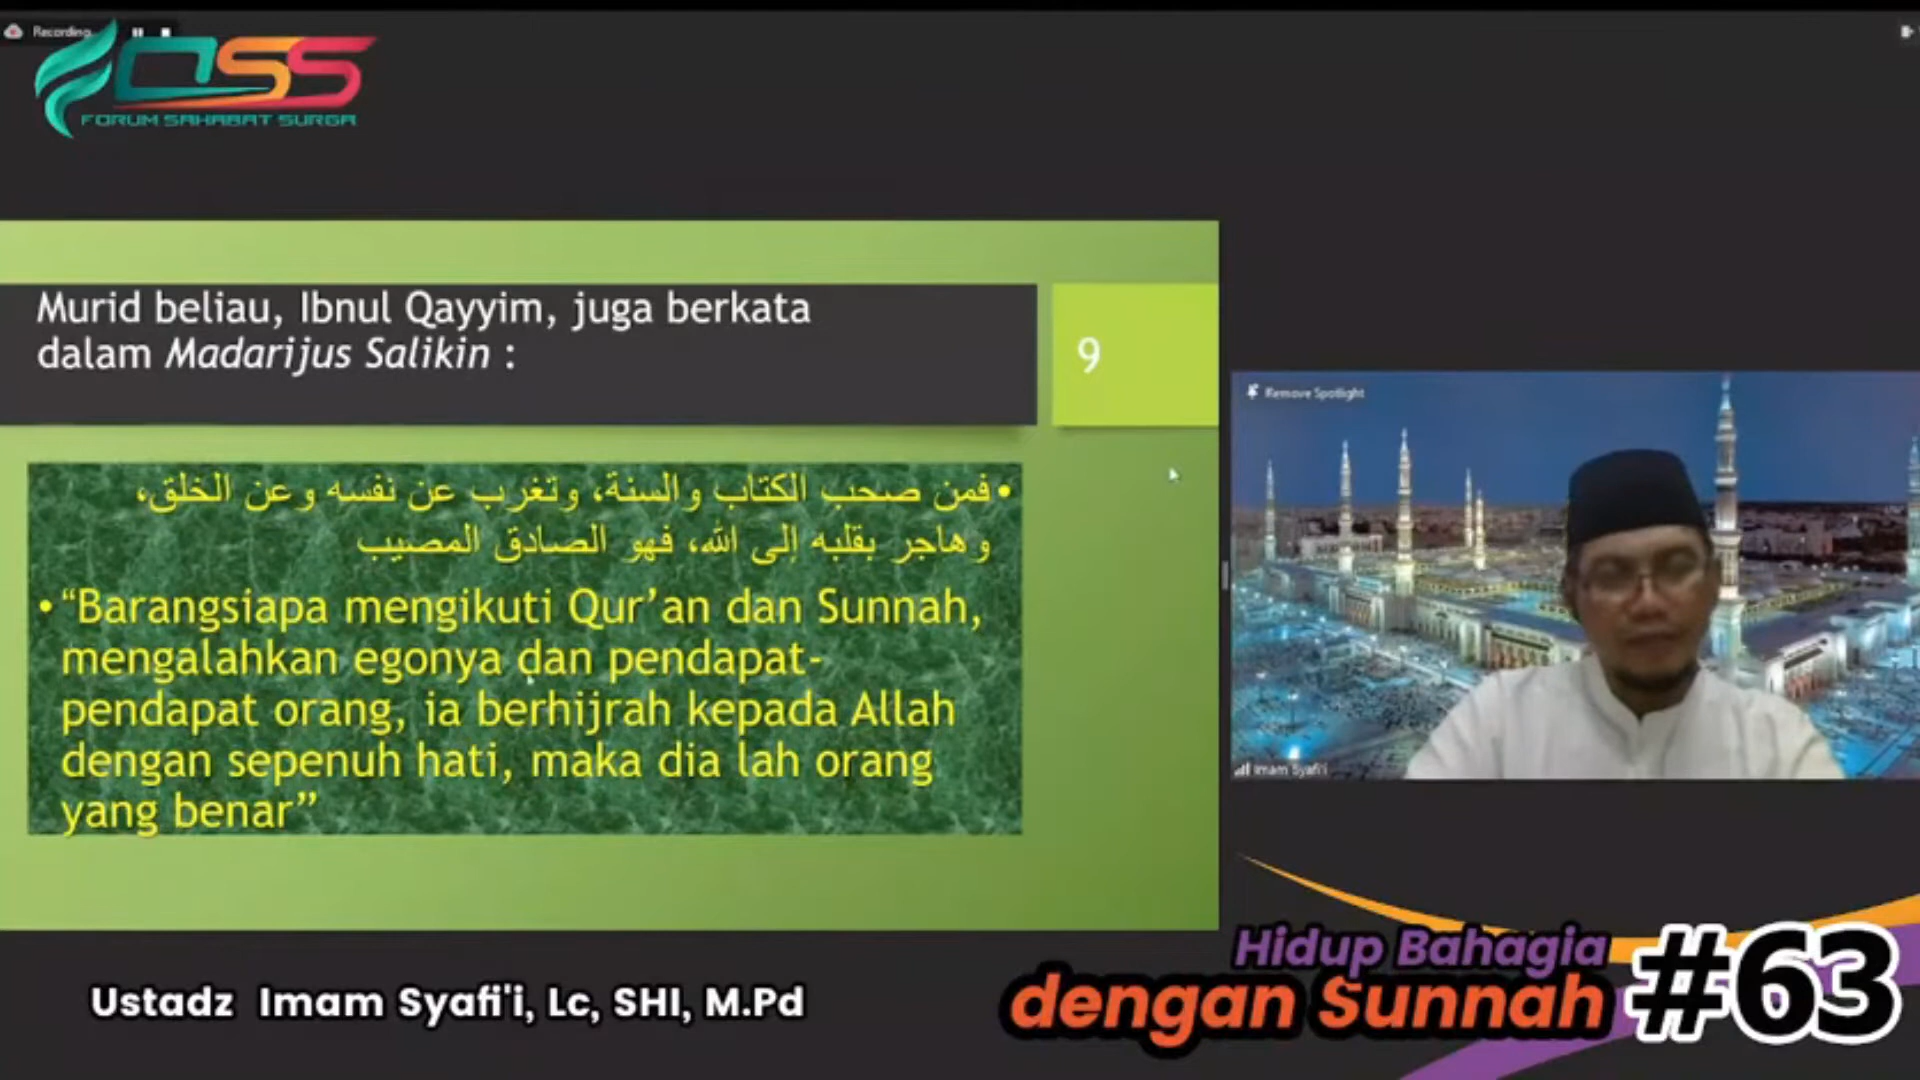 Recording
FOSS
FORUM SAHABAT SURGA
Murid beliau, Ibnul Qayyim, juga berkata
dalam Madarijus Salikin :
9
•فمن صحب الكتاب والسنة، وتغرب عن نفسه وعن الخلق،
وهاجر بقلبه إلى الله، فهو الصادق المصيب
•“Barangsiapa mengikuti Qur’an dan Sunnah,
mengalahkan egonya dan pendapat-
pendapat orang, ia berhijrah kepada Allah
dengan sepenuh hati, maka dia lah orang
yang benar”
Remove Spotlight
Imam Syafi'i
Ustadz Imam Syafi'i, Lc, SHI, M.Pd
Hidup Bahagia
dengan Sunnah
#63